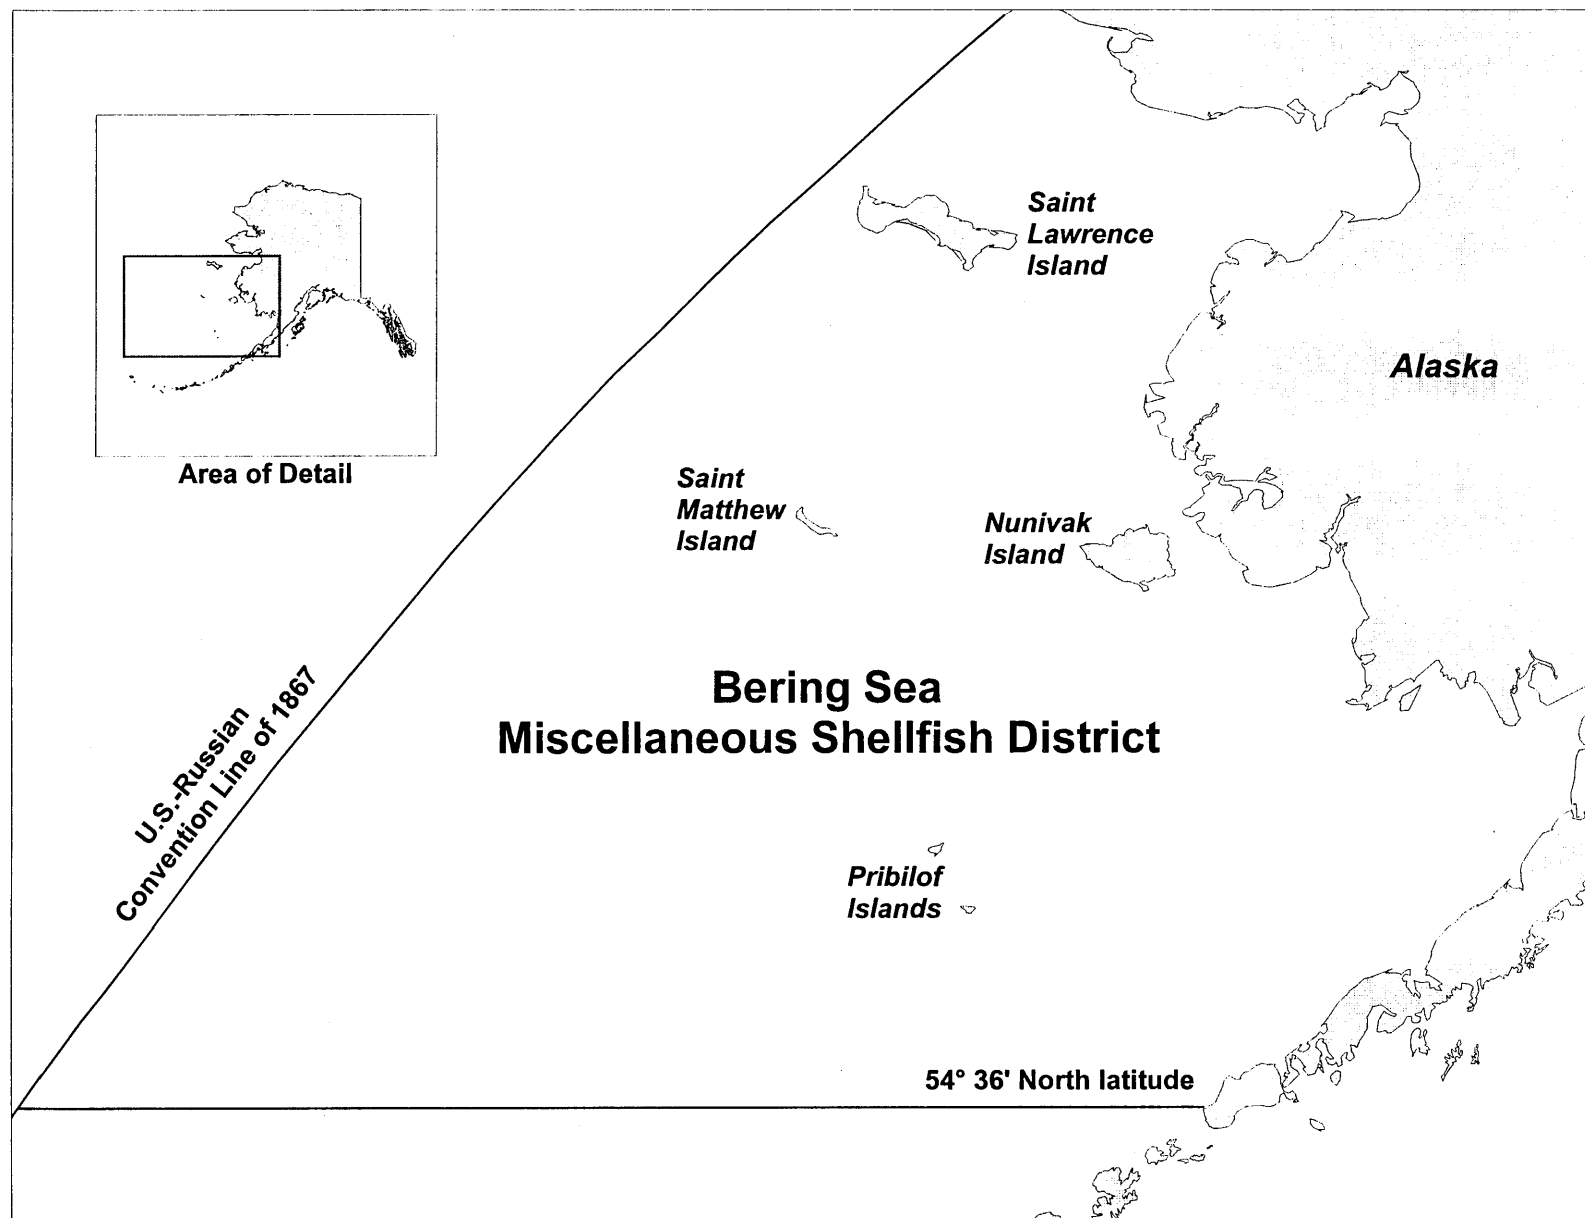 Saint
Lawrence
Island
Alaska
Area of Detail
Saint
Matthew
Island
Nunivak
Island
Bering Sea
Miscellaneous Shellfish District
U.S.-Russian
Convention Line of 1867
Pribilof
Islands
54° 36' North latitude